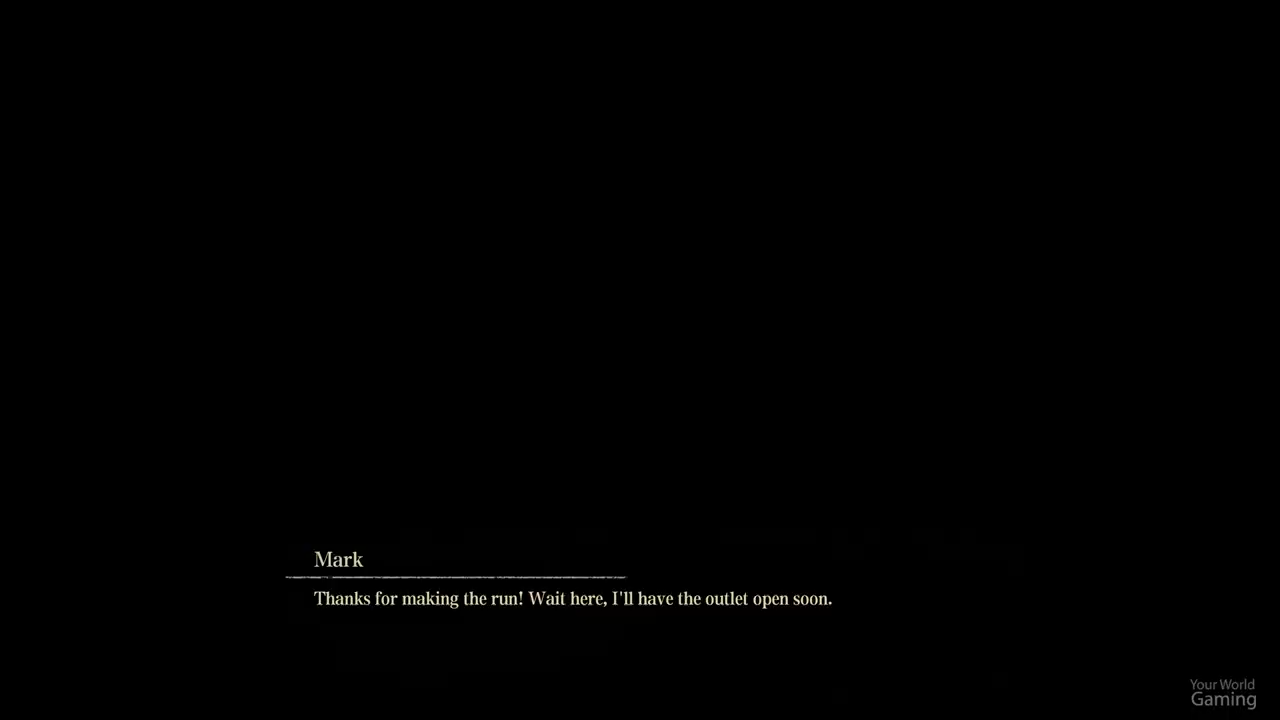 Mark
Thanks for making the run! Wait here, I'll have the outlet open soon.
Your World
Gaming